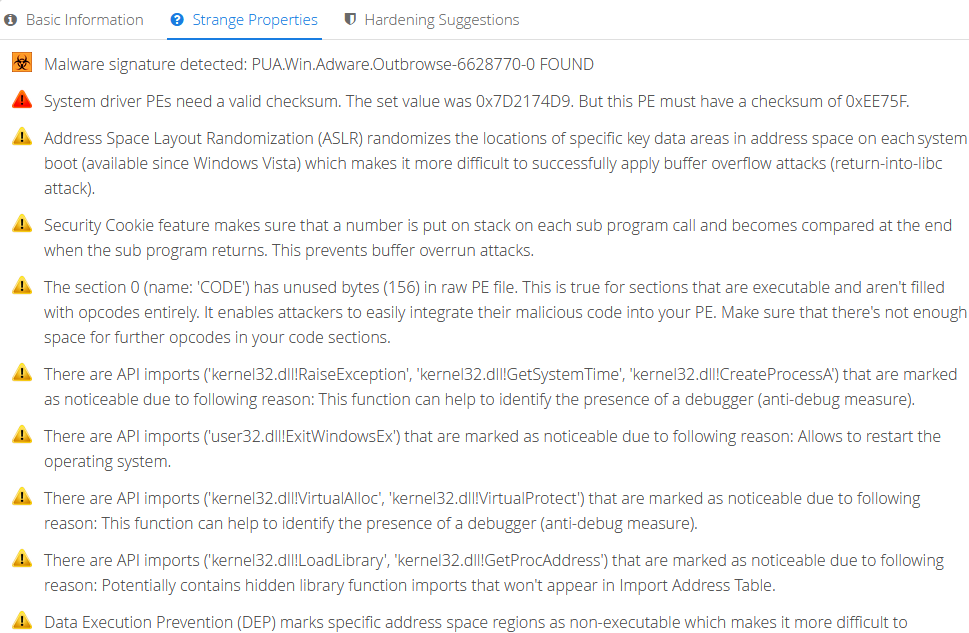 Basic Information Strange Properties Hardening Suggestions
Malware signature detected: PUA.Win.Adware.Outbrowse-6628770-0 FOUND
System driver PEs need a valid checksum. The set value was 0x7D2174D9. But this PE must have a checksum of 0xEE75F.
Address Space Layout Randomization (ASLR) randomizes the locations of specific key data areas in address space on each system
boot (available since Windows Vista) which makes it more difficult to successfully apply buffer overflow attacks (return-into-libc
attack).
Security Cookie feature makes sure that a number is put on stack on each sub program call and becomes compared at the end
when the sub program returns. This prevents buffer overrun attacks.
The section 0 (name: 'CODE') has unused bytes (156) in raw PE file. This is true for sections that are executable and aren't filled
with opcodes entirely. It enables attackers to easily integrate their malicious code into your PE. Make sure that there's not enough
space for further opcodes in your code sections.
There are API imports ('kernel32.dll!RaiseException', 'kernel32.dll!GetSystemTime', 'kernel32.dll!CreateProcessA') that are marked
as noticeable due to following reason: This function can help to identify the presence of a debugger (anti-debug measure).
There are API imports ('user32.dll!ExitWindowsEx') that are marked as noticeable due to following reason: Allows to restart the
operating system.
There are API imports ('kernel32.dll!VirtualAlloc', 'kernel32.dll!VirtualProtect') that are marked as noticeable due to following
reason: This function can help to identify the presence of a debugger (anti-debug measure).
There are API imports ('kernel32.dll!LoadLibrary', 'kernel32.dll!GetProcAddress') that are marked as noticeable due to following
reason: Potentially contains hidden library function imports that won't appear in Import Address Table.
Data Execution Prevention (DEP) marks specific address space regions as non-executable which makes it more difficult to